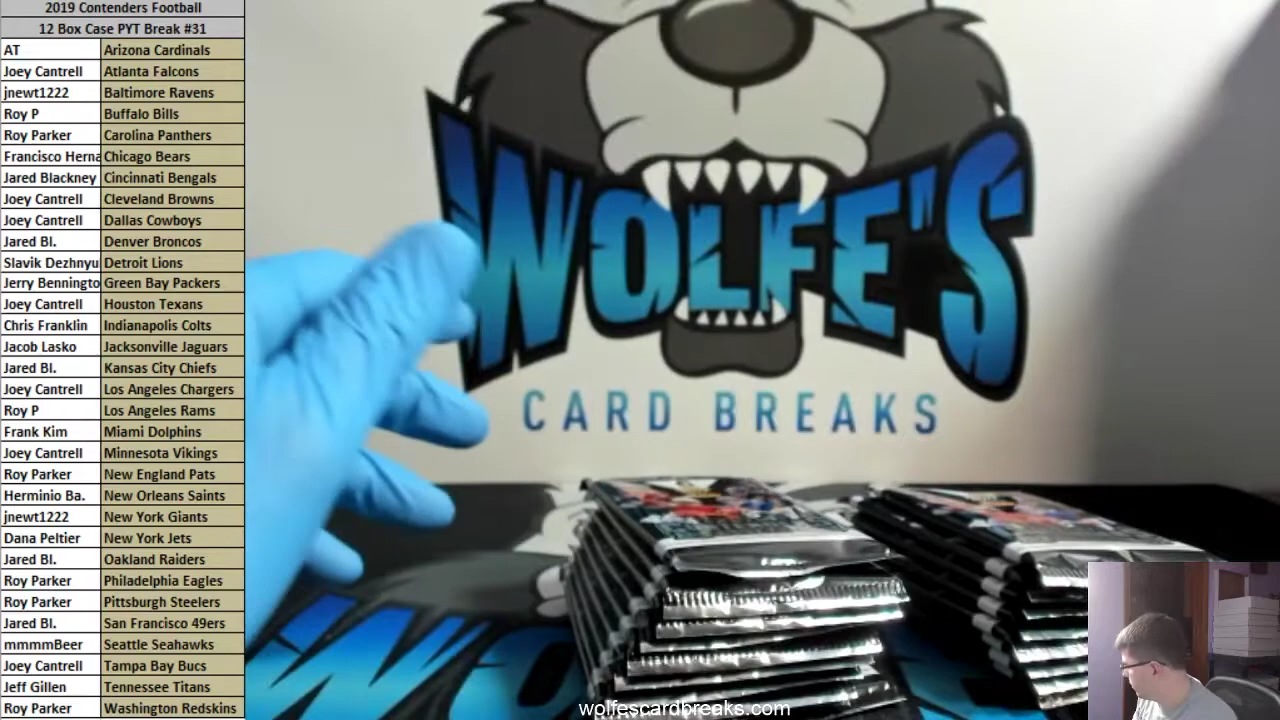 2019 Contenders Football
12 Box Case PYT Break #31
AT Arizona Cardinals
Joey Cantrell Atlanta Falcons
jnewt1222 Baltimore Ravens
Roy P Buffalo Bills
Roy Parker Carolina Panthers
Francisco Herna Chicago Bears
Jared Blackney Cincinnati Bengals
Joey Cantrell Cleveland Browns
Joey Cantrell Dallas Cowboys
Jared Bl. Denver Broncos
Slavik Dezhnyu Detroit Lions
Jerry Benningto Green Bay Packers
Joey Cantrell Houston Texans
Chris Franklin Indianapolis Colts
Jacob Lasko Jacksonville Jaguars
Jared Bl. Kansas City Chiefs
Joey Cantrell Los Angeles Chargers
Roy P Los Angeles Rams
Frank Kim Miami Dolphins
Joey Cantrell Minnesota Vikings
Roy Parker New England Pats
Herminio Ba. New Orleans Saints
jnewt1222 New York Giants
Dana Peltier New York Jets
Jared Bl. Oakland Raiders
Roy Parker Philadelphia Eagles
Roy Parker Pittsburgh Steelers
Jared Bl. San Francisco 49ers
mmmmBeer Seattle Seahawks
Joey Cantrell Tampa Bay Bucs
Jeff Gillen Tennessee Titans
Roy Parker Washington Redskins
WOLFE'S
CARD BREAKS
WO
wolfescardbreaks.com